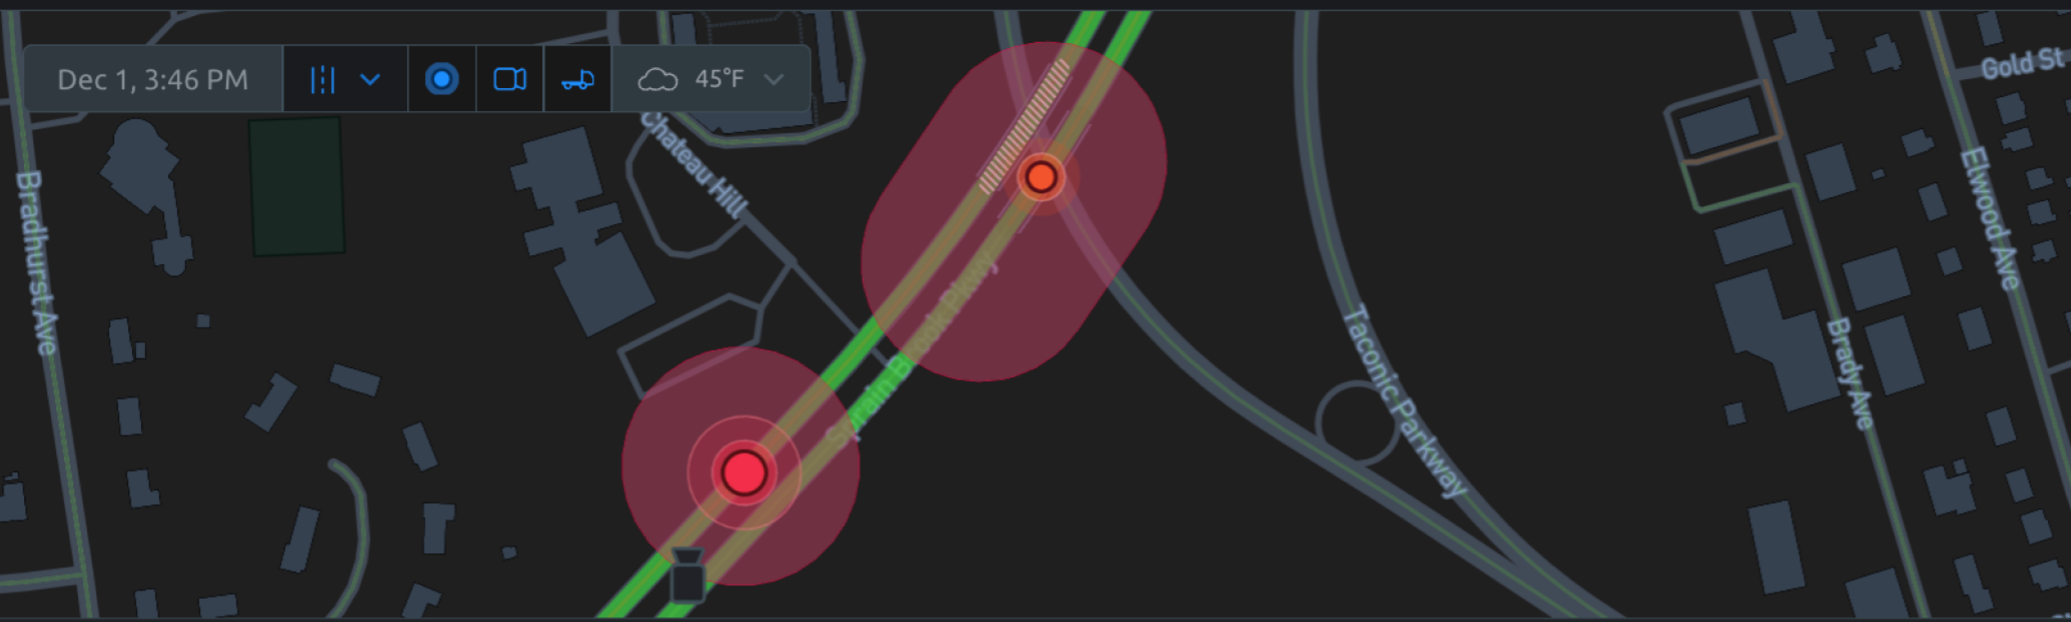 Dec 1, 3:46 PM
45°F
Gold St
Chateau Hill
Bradhurst Ave
Elwood Ave
Sprain Brook Pkwy
Taconic Parkway
Brady Ave